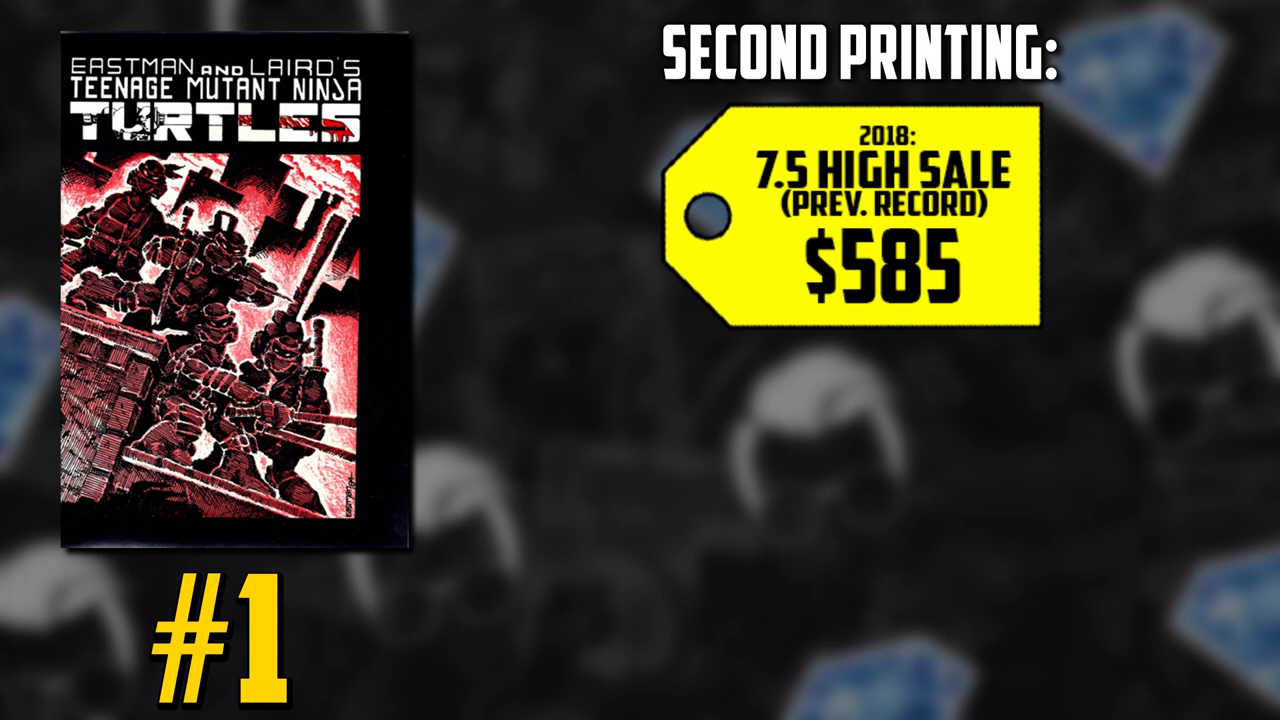 EASTMAN AND LAIRD'S
TEENAGE MUTANT NINJA
TURTLES
#1
SECOND PRINTING:
2018:
7.5 HIGH SALE
(PREV. RECORD)
$585